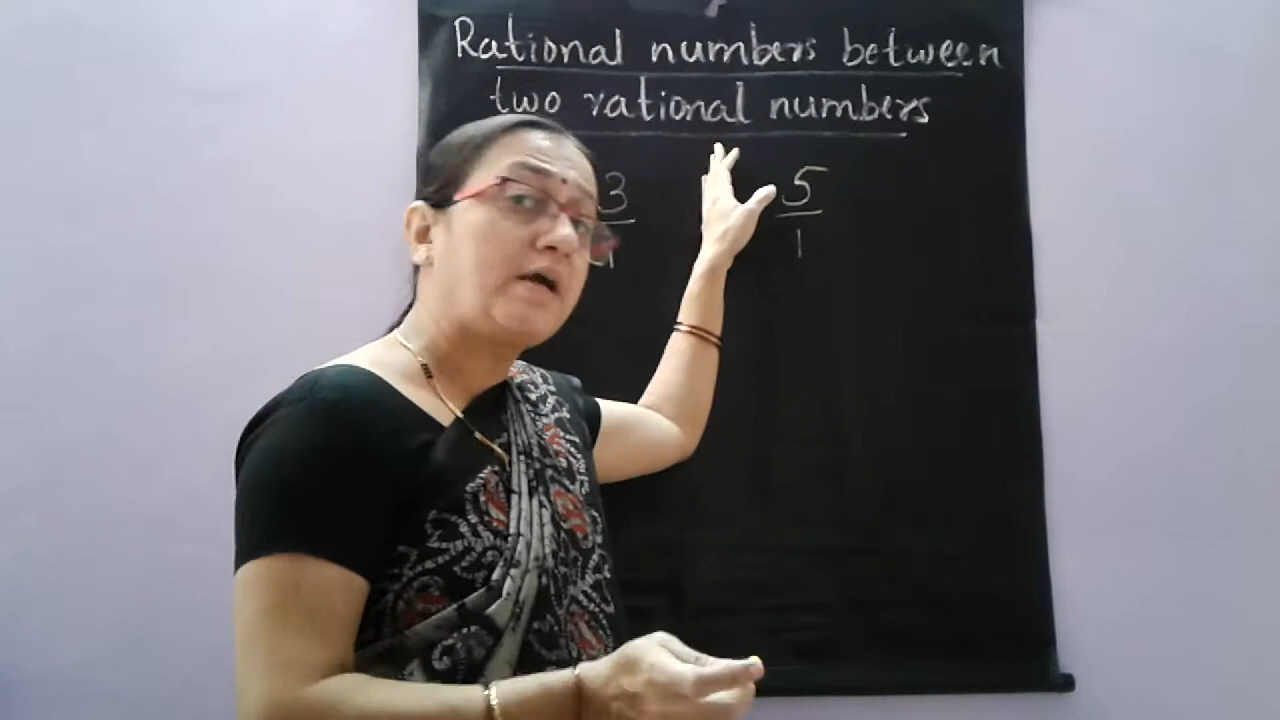 Rational numbers between
two rational numbers
3 5
1